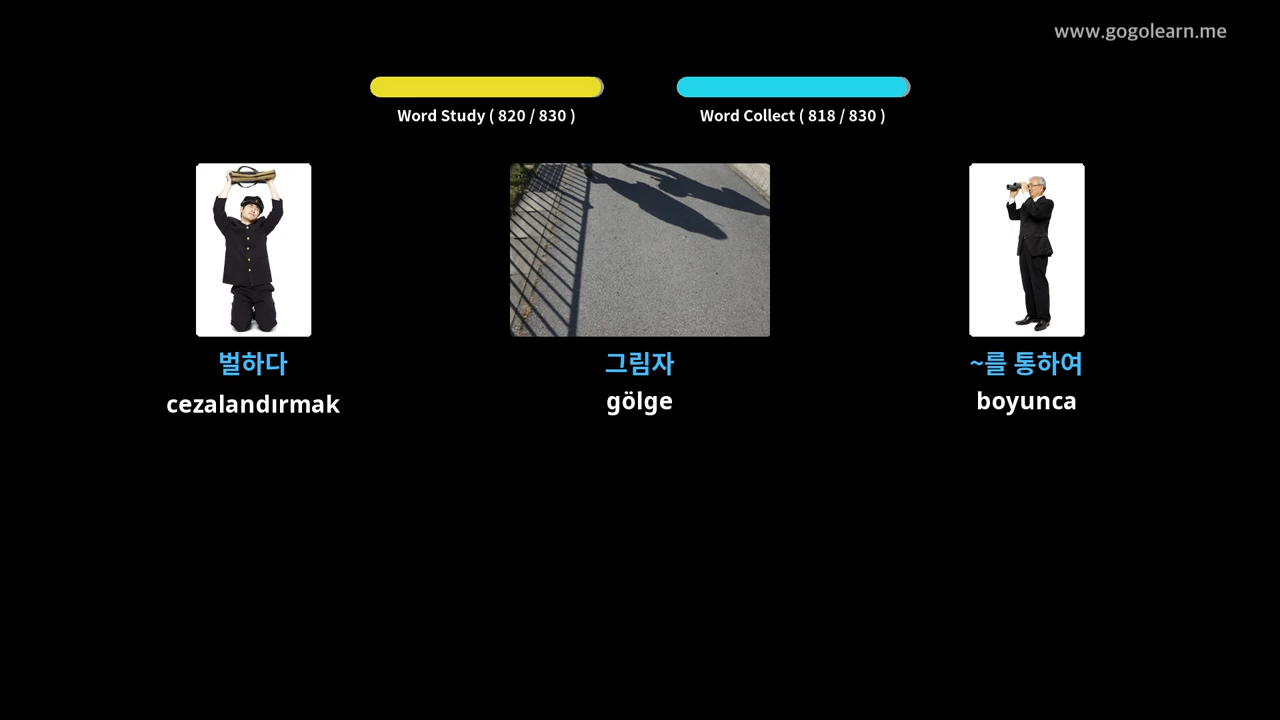 www.gogolearn.me
Word Study ( 820 / 830 )
Word Collect ( 818 / 830 )
벌하다
그림자
~를 통하여
cezalandırmak
gölge
boyunca